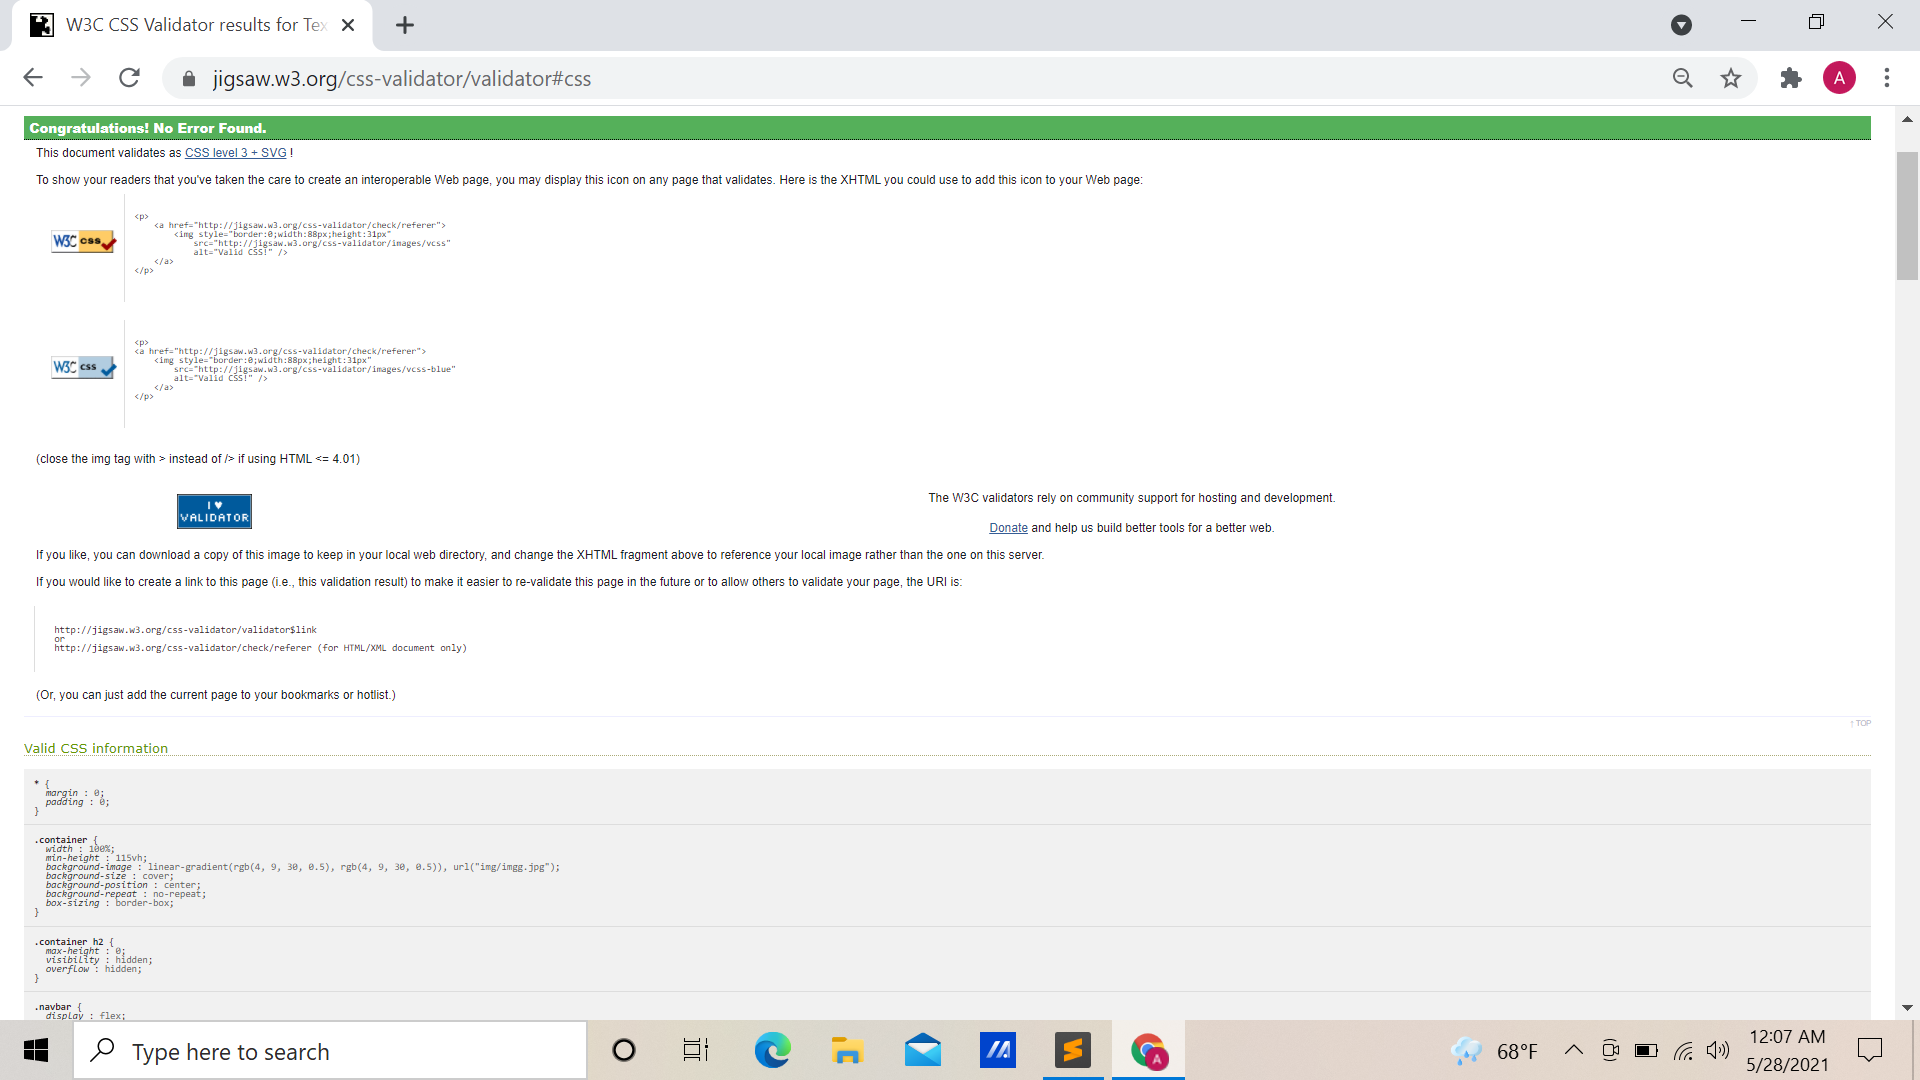 W3C CSS Validator results for Tex
jigsaw.w3.org/css-validator/validator#css
A
Congratulations! No Error Found.
This document validates as CSS level 3 + SVG !
To show your readers that you've taken the care to create an interoperable Web page, you may display this icon on any page that validates. Here is the XHTML you could use to add this icon to your Web page:
W3C css
<p>
<a href="http://jigsaw.w3.org/css-validator/check/referer">
<img style="border:0;width:88px;height:31px"
src="http://jigsaw.w3.org/css-validator/images/vcss"
alt="Valid CSS!" />
</a>
</p>
W3C css
<p>
<a href="http://jigsaw.w3.org/css-validator/check/referer">
<img style="border:0;width:88px;height:31px"
src="http://jigsaw.w3.org/css-validator/images/vcss-blue"
alt="Valid CSS!" />
</a>
</p>
(close the img tag with > instead of /> if using HTML <= 4.01)
I ♥
VALIDATOR
The W3C validators rely on community support for hosting and development.
Donate and help us build better tools for a better web.
If you like, you can download a copy of this image to keep in your local web directory, and change the XHTML fragment above to reference your local image rather than the one on this server.
If you would like to create a link to this page (i.e., this validation result) to make it easier to re-validate this page in the future or to allow others to validate your page, the URI is:
http://jigsaw.w3.org/css-validator/validator$link
or
http://jigsaw.w3.org/css-validator/check/referer (for HTML/XML document only)
(Or, you can just add the current page to your bookmarks or hotlist.)
↑ TOP
Valid CSS information
* {
margin : 0;
padding : 0;
}
.container {
width : 100%;
min-height : 115vh;
background-image : linear-gradient(rgb(4, 9, 30, 0.5), rgb(4, 9, 30, 0.5)), url("img/imgg.jpg");
background-size : cover;
background-position : center;
background-repeat : no-repeat;
box-sizing : border-box;
}
.container h2 {
max-height : 0;
visibility : hidden;
overflow : hidden;
}
.navbar {
display : flex;
Type here to search
A
68°F
12:07 AM
5/28/2021